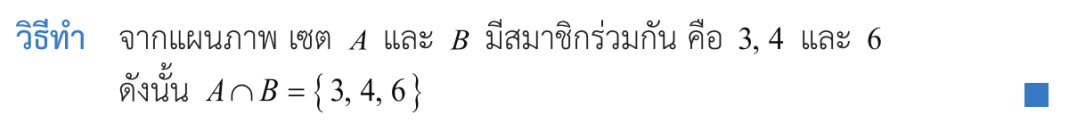 วิธีทำ จากแผนภาพ เซต A และ B มีสมาชิกร่วมกัน คือ 3, 4 และ 6
ดังนั้น A∩B = {3, 4, 6}